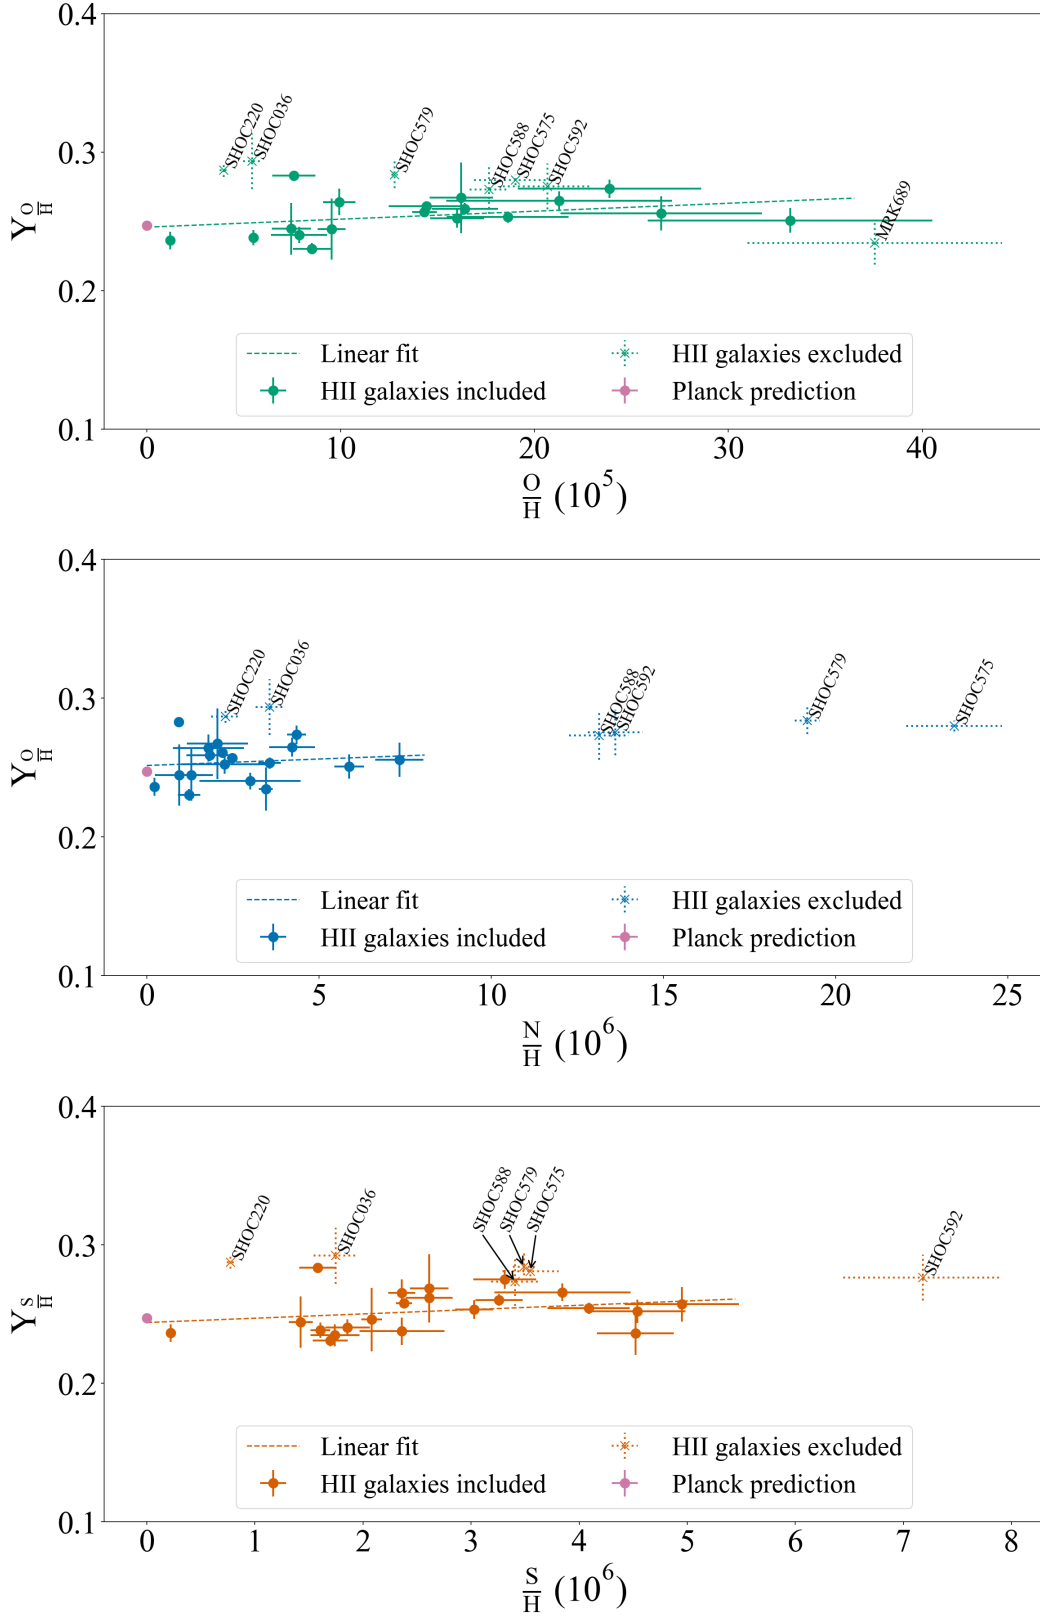 0.4
SHOC220
SHOC036
SHOC579
SHOC588
SHOC575
SHOC592
MRK689
0.3
Y O/H
0.2
Linear fit
HII galaxies included
HII galaxies excluded
Planck prediction
0.1
0 10 20 30 40
O/H (10^5)
0.4
SHOC220
SHOC036
SHOC588
SHOC592
SHOC579
SHOC575
0.3
Y O/H
0.2
Linear fit
HII galaxies included
HII galaxies excluded
Planck prediction
0.1
0 5 10 15 20 25
N/H (10^6)
0.4
SHOC220
SHOC036
SHOC588
SHOC579
SHOC575
SHOC592
0.3
Y S/H
0.2
Linear fit
HII galaxies included
HII galaxies excluded
Planck prediction
0.1
0 1 2 3 4 5 6 7 8
S/H (10^6)